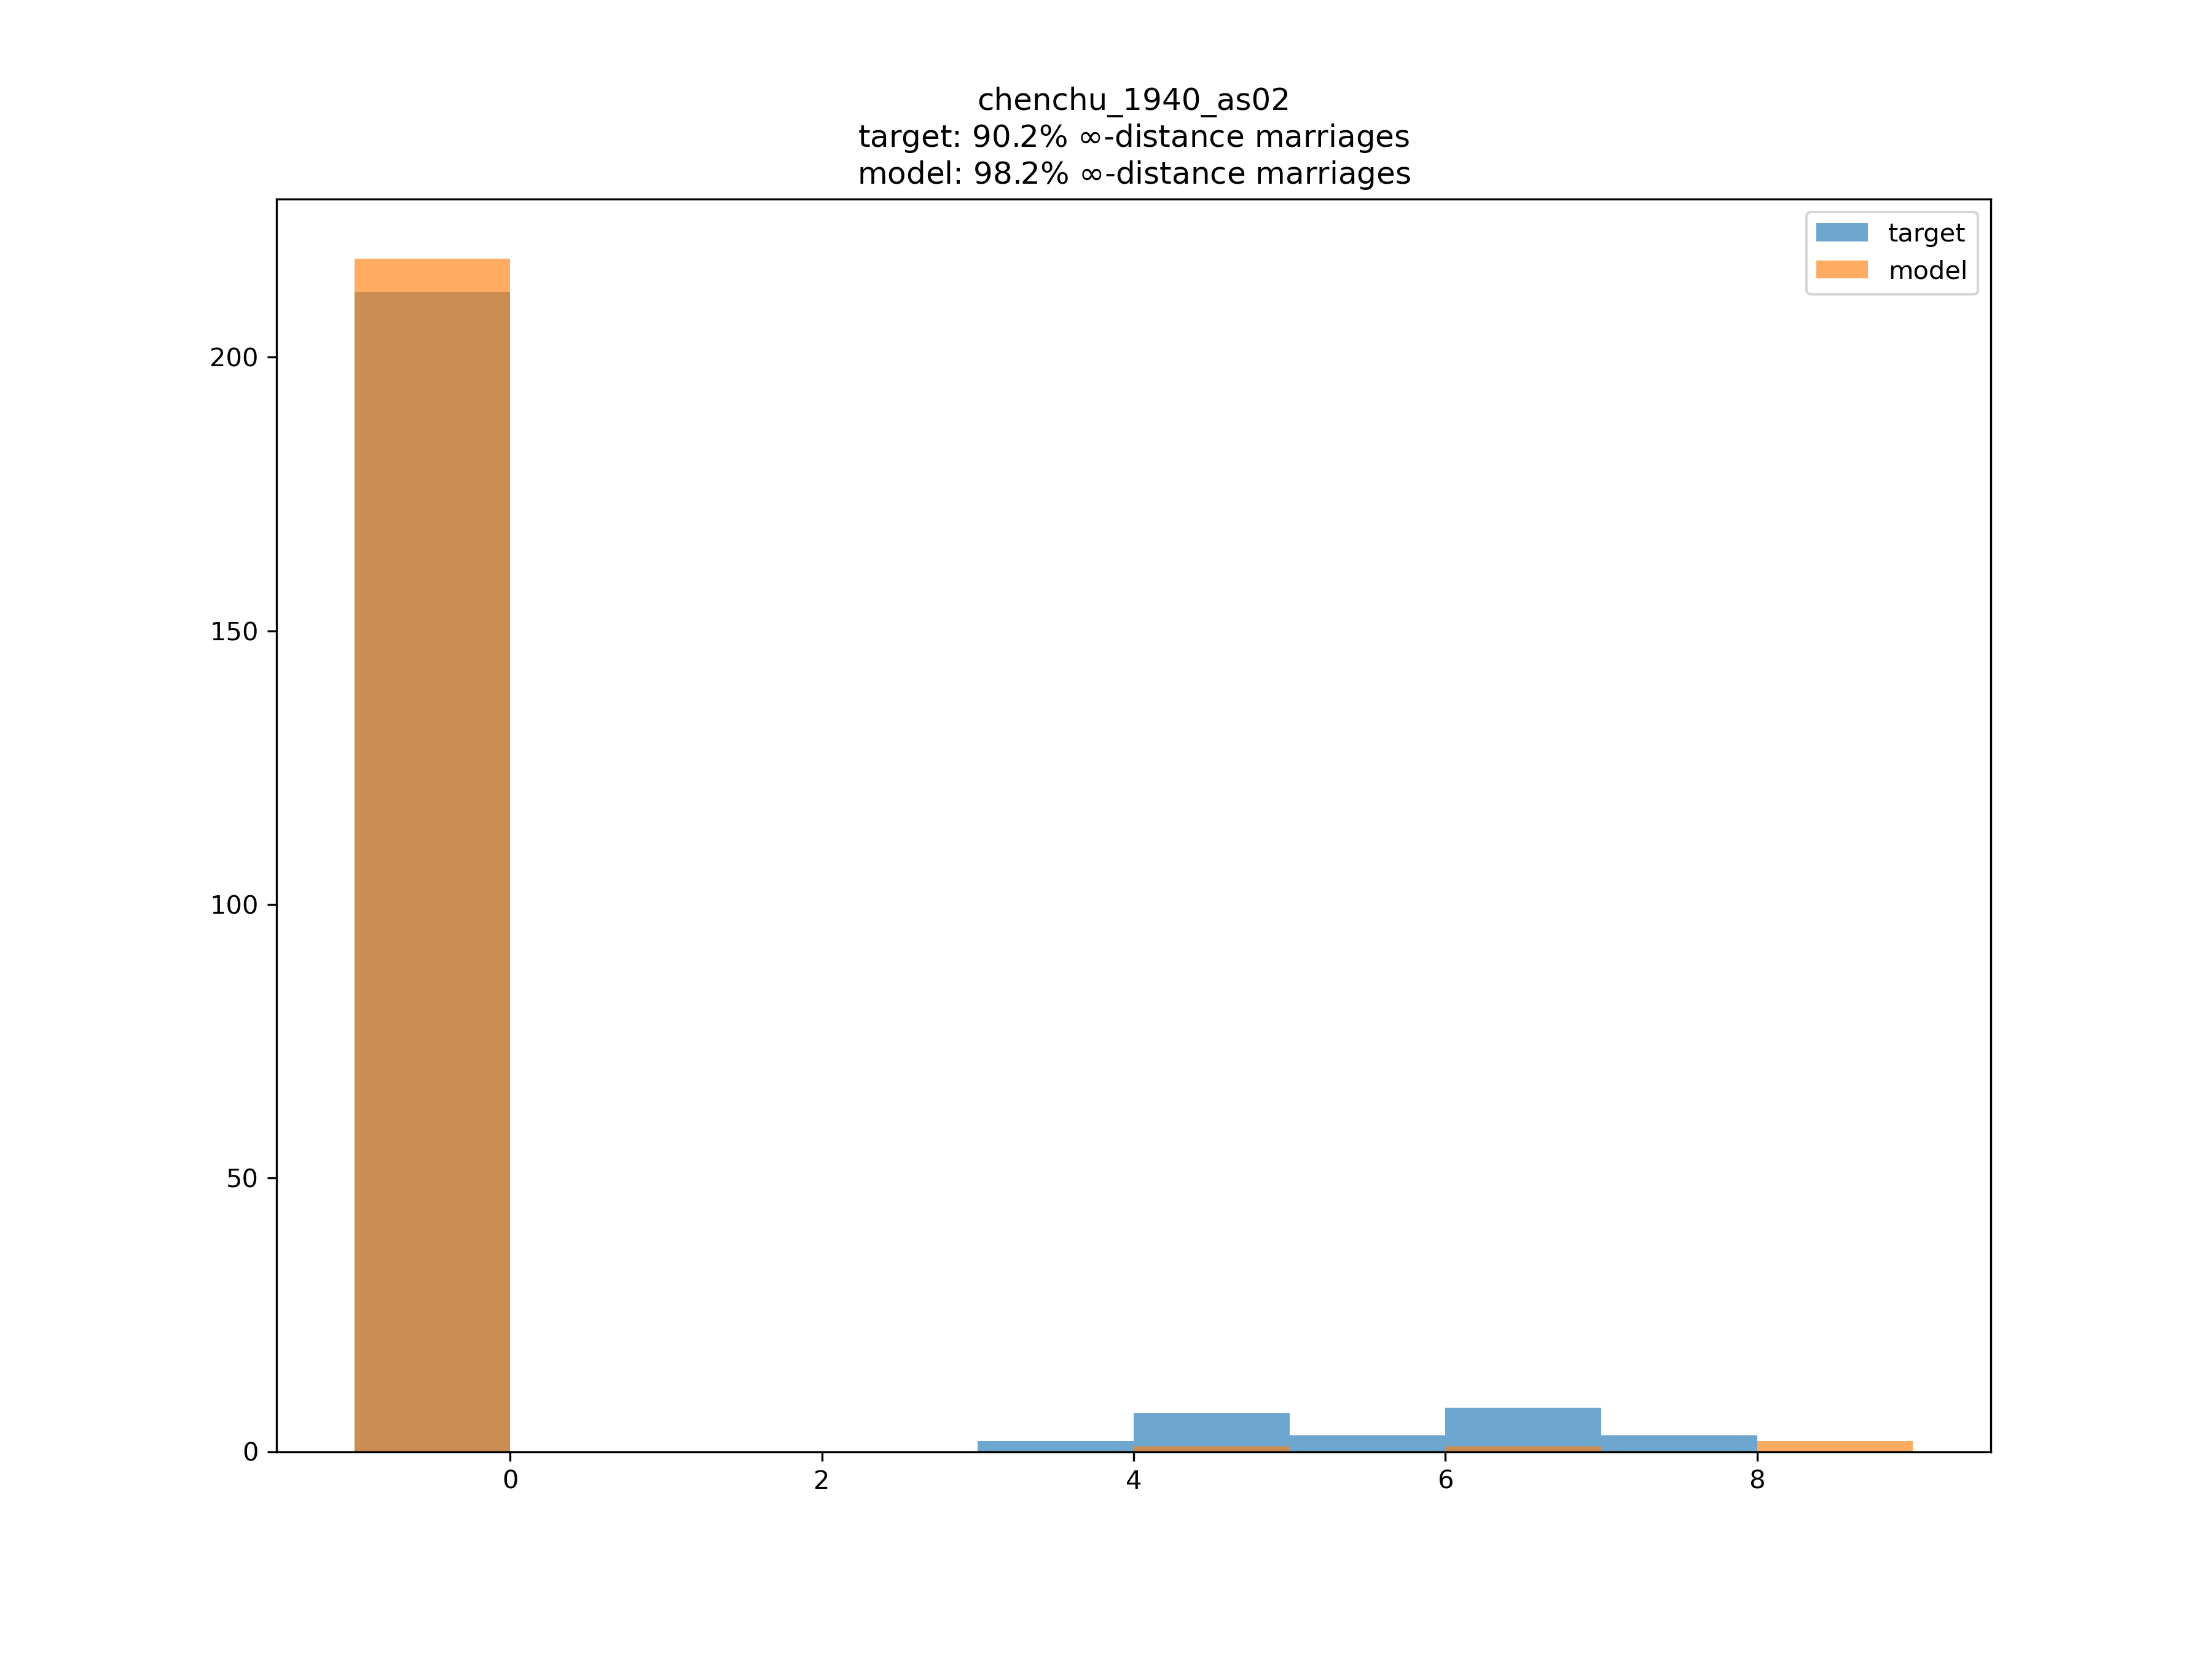 chenchu_1940_as02
target: 90.2% ∞-distance marriages
model: 98.2% ∞-distance marriages
target
model
200
150
100
50
0
0 2 4 6 8